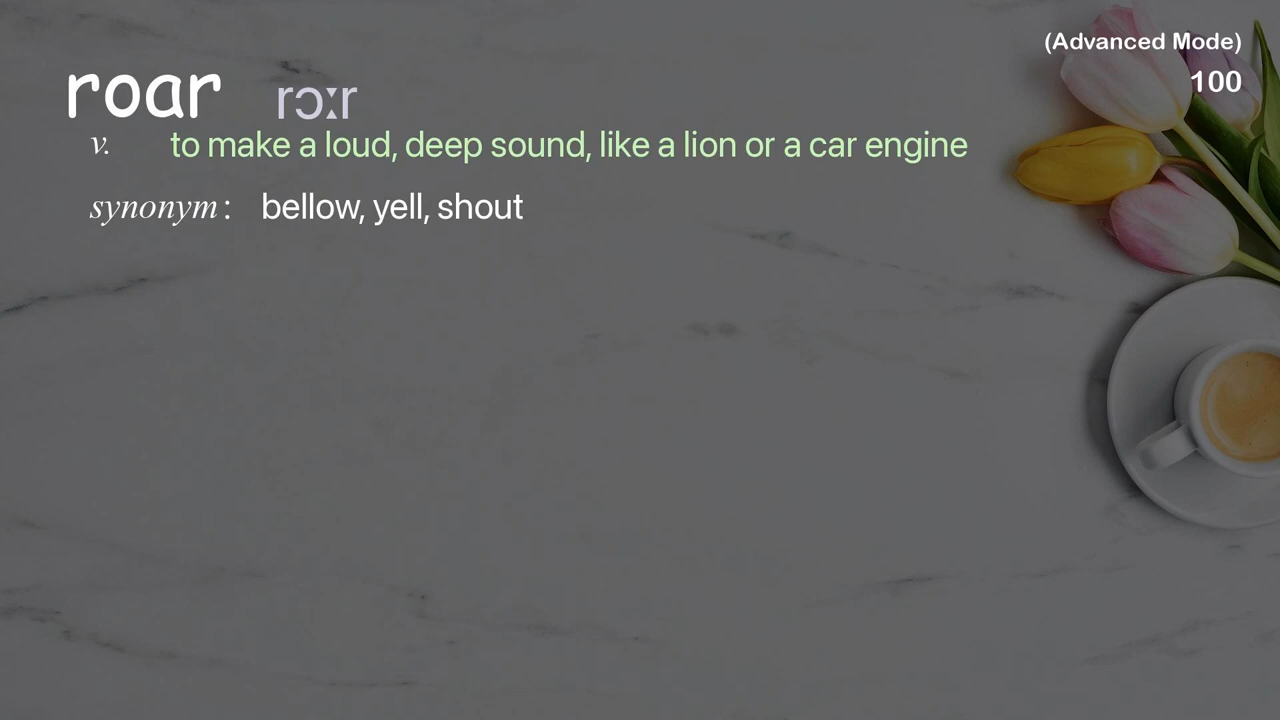 (Advanced Mode)
100
roar rɔːr
v. to make a loud, deep sound, like a lion or a car engine
synonym: bellow, yell, shout